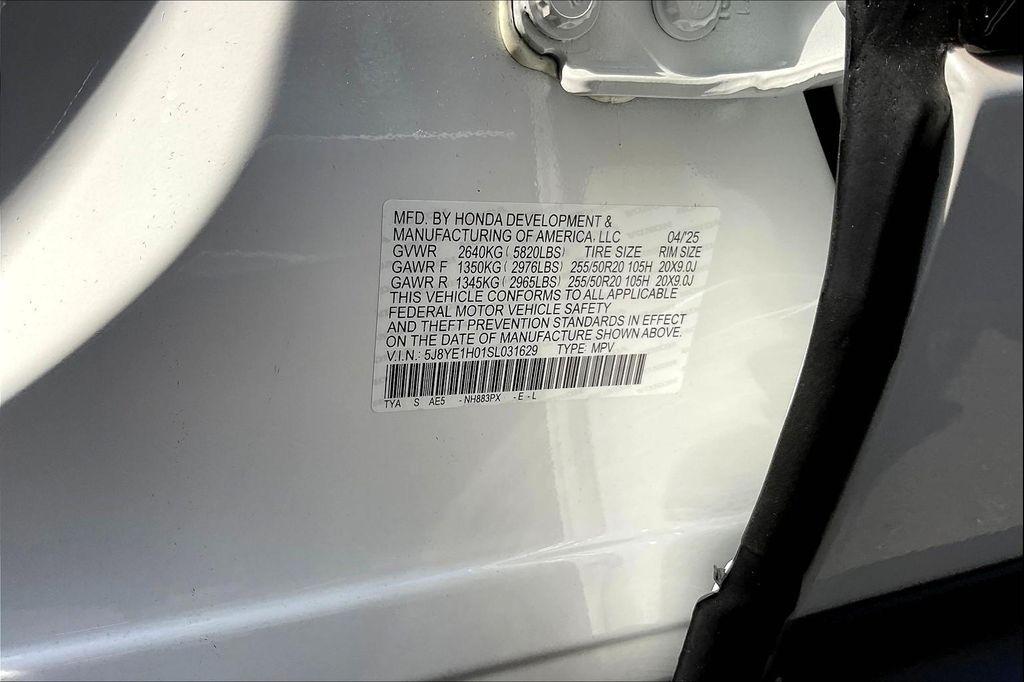 MFD. BY HONDA DEVELOPMENT &
MANUFACTURING OF AMERICA, LLC 04/'25
GVWR 2640KG ( 5820LBS) TIRE SIZE RIM SIZE
GAWR F 1350KG ( 2976LBS) 255/50R20 105H 20X9.0J
GAWR R 1345KG ( 2965LBS) 255/50R20 105H 20X9.0J
THIS VEHICLE CONFORMS TO ALL APPLICABLE
FEDERAL MOTOR VEHICLE SAFETY
AND THEFT PREVENTION STANDARDS IN EFFECT
ON THE DATE OF MANUFACTURE SHOWN ABOVE.
V.I.N.: 5J8YE1H01SL031629 TYPE: MPV
TYA S AE5 -NH883PX -E -L